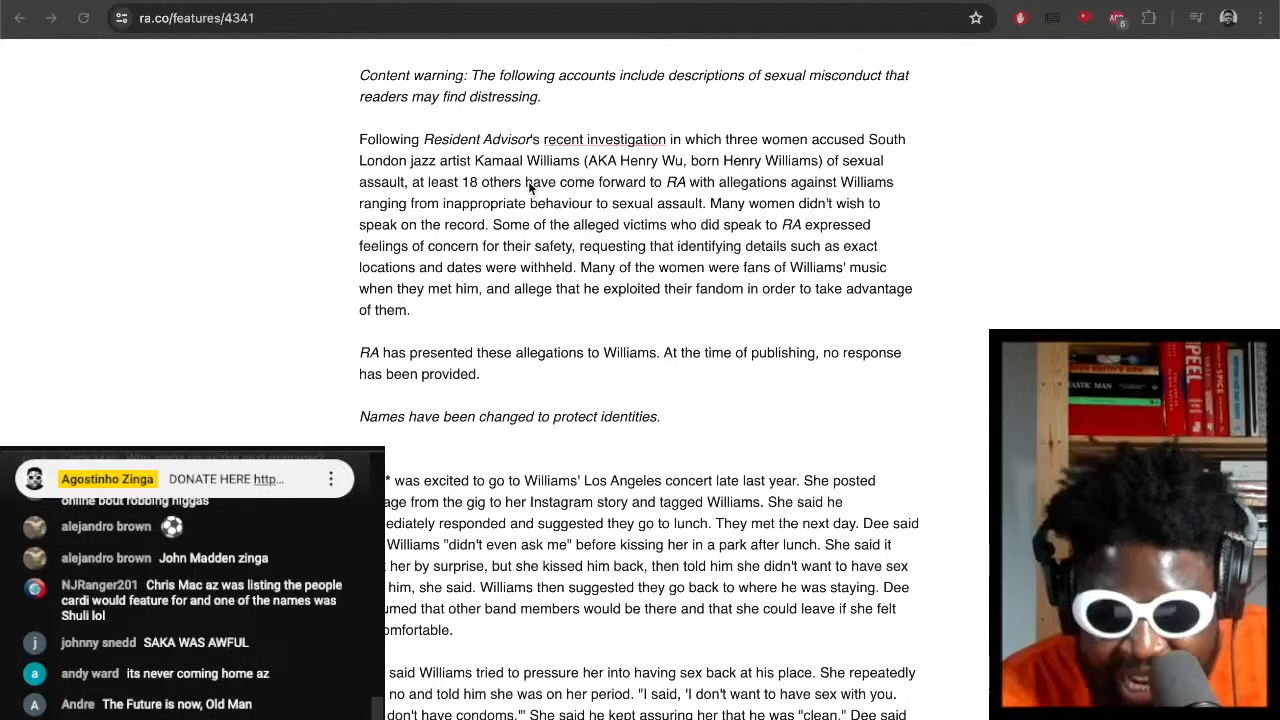 ra.co/features/4341
Content warning: The following accounts include descriptions of sexual misconduct that
readers may find distressing.
Following Resident Advisor's recent investigation in which three women accused South
London jazz artist Kamaal Williams (AKA Henry Wu, born Henry Williams) of sexual
assault, at least 18 others have come forward to RA with allegations against Williams
ranging from inappropriate behaviour to sexual assault. Many women didn't wish to
speak on the record. Some of the alleged victims who did speak to RA expressed
feelings of concern for their safety, requesting that identifying details such as exact
locations and dates were withheld. Many of the women were fans of Williams' music
when they met him, and allege that he exploited their fandom in order to take advantage
of them.
RA has presented these allegations to Williams. At the time of publishing, no response
has been provided.
Names have been changed to protect identities.
* was excited to go to Williams' Los Angeles concert late last year. She posted
age from the gig to her Instagram story and tagged Williams. She said he
ediately responded and suggested they go to lunch. They met the next day. Dee said
Williams "didn't even ask me" before kissing her in a park after lunch. She said it
her by surprise, but she kissed him back, then told him she didn't want to have sex
him, she said. Williams then suggested they go back to where he was staying. Dee
umed that other band members would be there and that she could leave if she felt
omfortable.
said Williams tried to pressure her into having sex back at his place. She repeatedly
no and told him she was on her period. "I said, 'I don't want to have sex with you.
don't have condoms.'" She said he kept assuring her that he was "clean." Dee said
Agostinho Zinga DONATE HERE http...
online bout robbing niggas
alejandro brown
alejandro brown John Madden zinga
NJRanger201 Chris Mac az was listing the people
cardi would feature for and one of the names was
Shuli lol
j johnny snedd SAKA WAS AWFUL
a andy ward its never coming home az
A Andre The Future is now, Old Man
5
PEEL
SPICE
ASTIC MAN